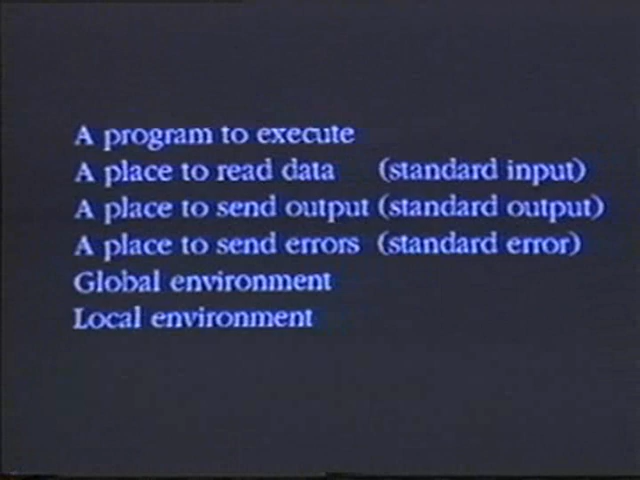 A program to execute
A place to read data (standard input)
A place to send output (standard output)
A place to send errors (standard error)
Global environment
Local environment